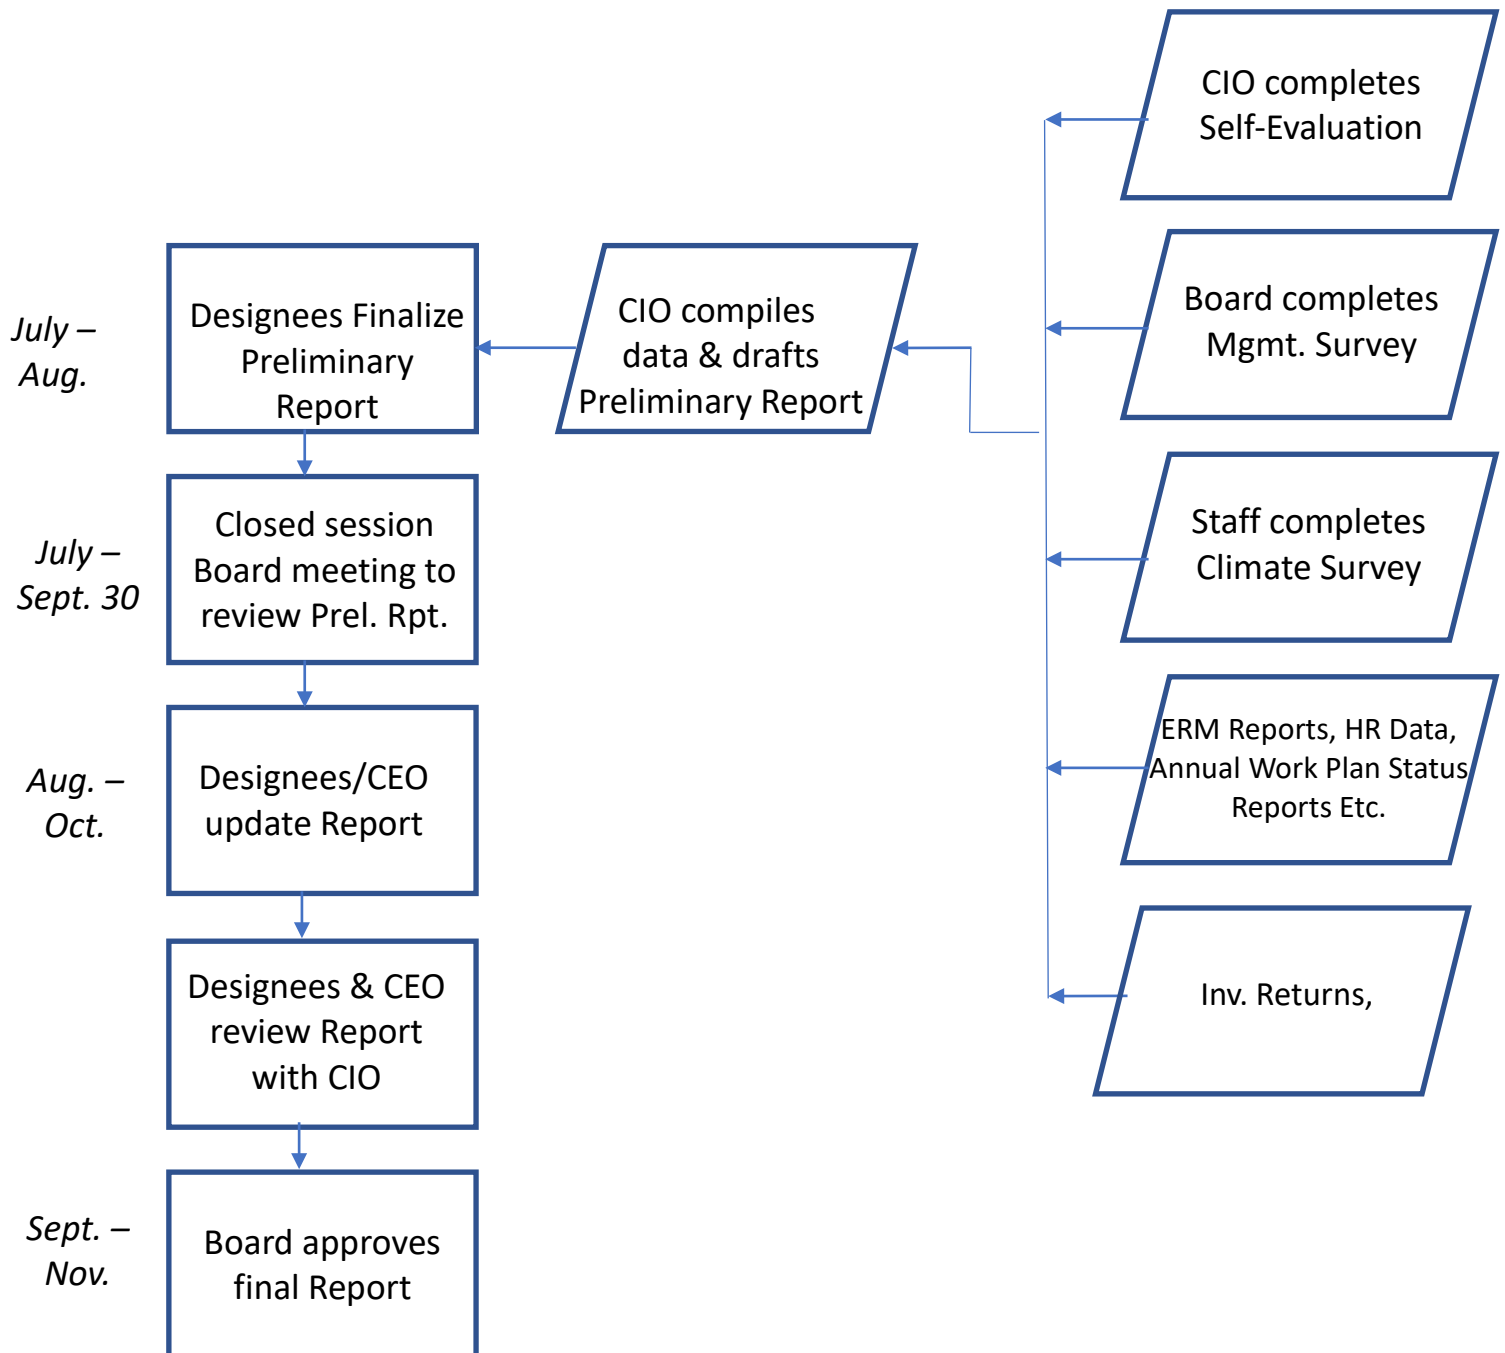 CIO completes
Self-Evaluation
Board completes
Mgmt. Survey
Staff completes
Climate Survey
ERM Reports, HR Data,
Annual Work Plan Status
Reports Etc.
Inv. Returns,
CIO compiles
data & drafts
Preliminary Report
July –
Aug.
Designees Finalize
Preliminary
Report
July –
Sept. 30
Closed session
Board meeting to
review Prel. Rpt.
Aug. –
Oct.
Designees/CEO
update Report
Designees & CEO
review Report
with CIO
Sept. –
Nov.
Board approves
final Report